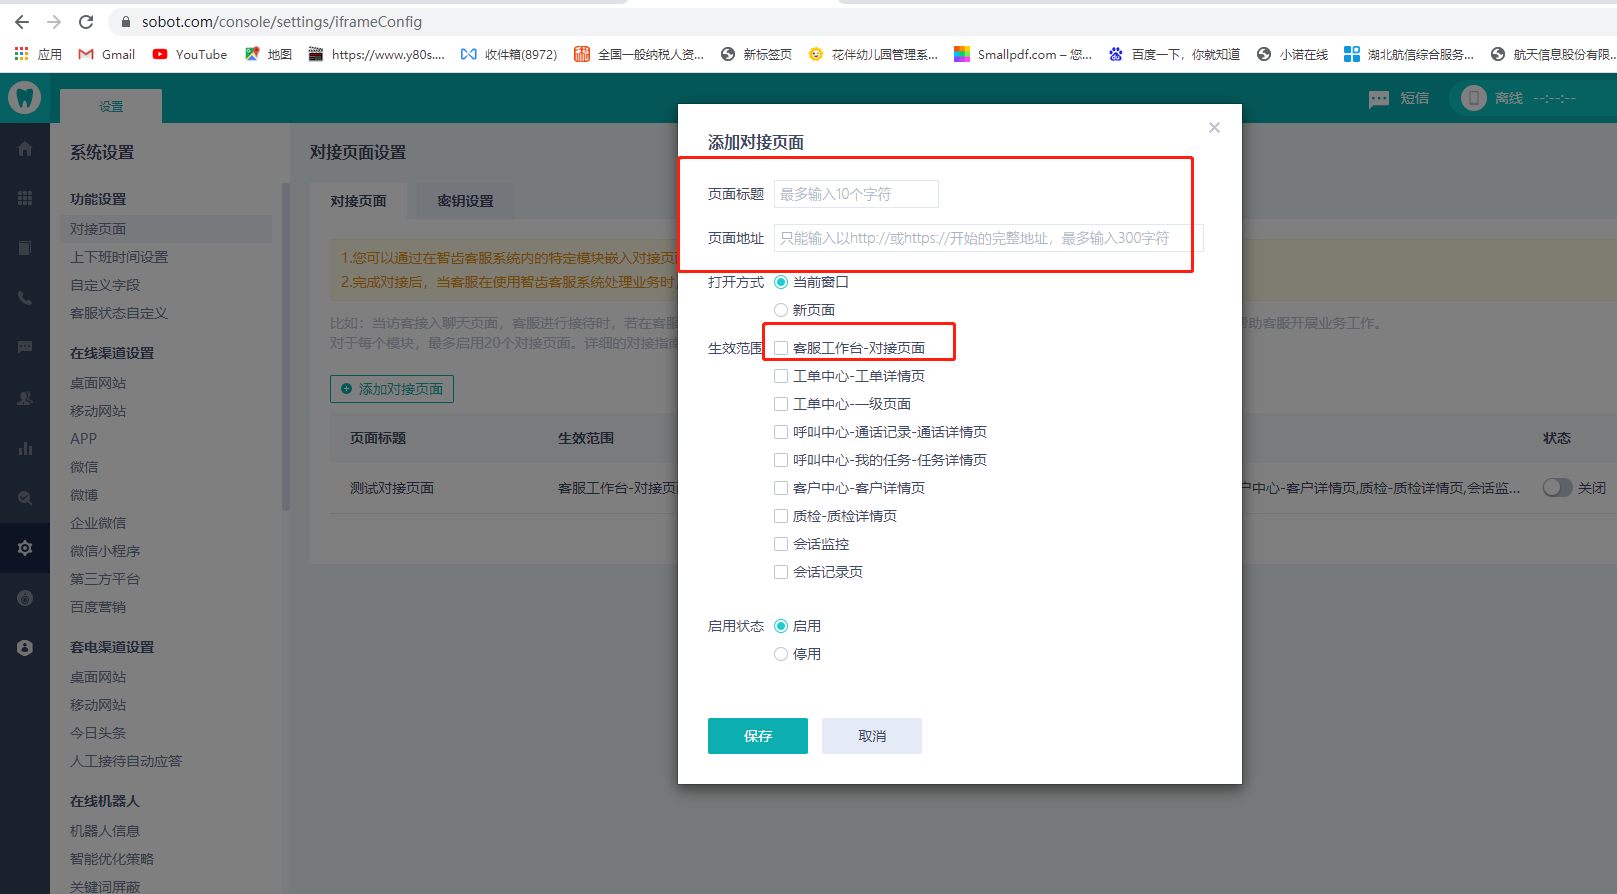 sobot.com/console/settings/iframeConfig
应用 Gmail YouTube 地图 https://www.y80s.... 收件箱(8972) 全国一般纳税人资... 新标签页 花伴幼儿园管理系... Smallpdf.com – 您... 百度一下，你就知道 小诺在线 湖北航信综合服务... 航天信息股份有限...
设置
短信 离线 --:--:--
系统设置
功能设置
对接页面
上下班时间设置
自定义字段
客服状态自定义
在线渠道设置
桌面网站
移动网站
APP
微信
微博
企业微信
微信小程序
第三方平台
百度营销
套电渠道设置
桌面网站
移动网站
今日头条
人工接待自动应答
在线机器人
机器人信息
智能优化策略
关键词屏蔽
对接页面设置
对接页面 密钥设置
1.您可以通过在智齿客服系统内的特定模块嵌入对接页
2.完成对接后，当客服在使用智齿客服系统处理业务时，
比如：当访客接入聊天页面，客服进行接待时，若在客服
助客服开展业务工作。
对于每个模块，最多启用20个对接页面。详细的对接指
添加对接页面
页面标题 生效范围 状态
测试对接页面 客服工作台-对接页 户中心-客户详情页,质检-质检详情页,会话监... 关闭
添加对接页面
页面标题 最多输入10个字符
页面地址 只能输入以http://或https://开始的完整地址，最多输入300字符
打开方式 当前窗口
新页面
生效范围 客服工作台-对接页面
工单中心-工单详情页
工单中心-一级页面
呼叫中心-通话记录-通话详情页
呼叫中心-我的任务-任务详情页
客户中心-客户详情页
质检-质检详情页
会话监控
会话记录页
启用状态 启用
停用
保存 取消